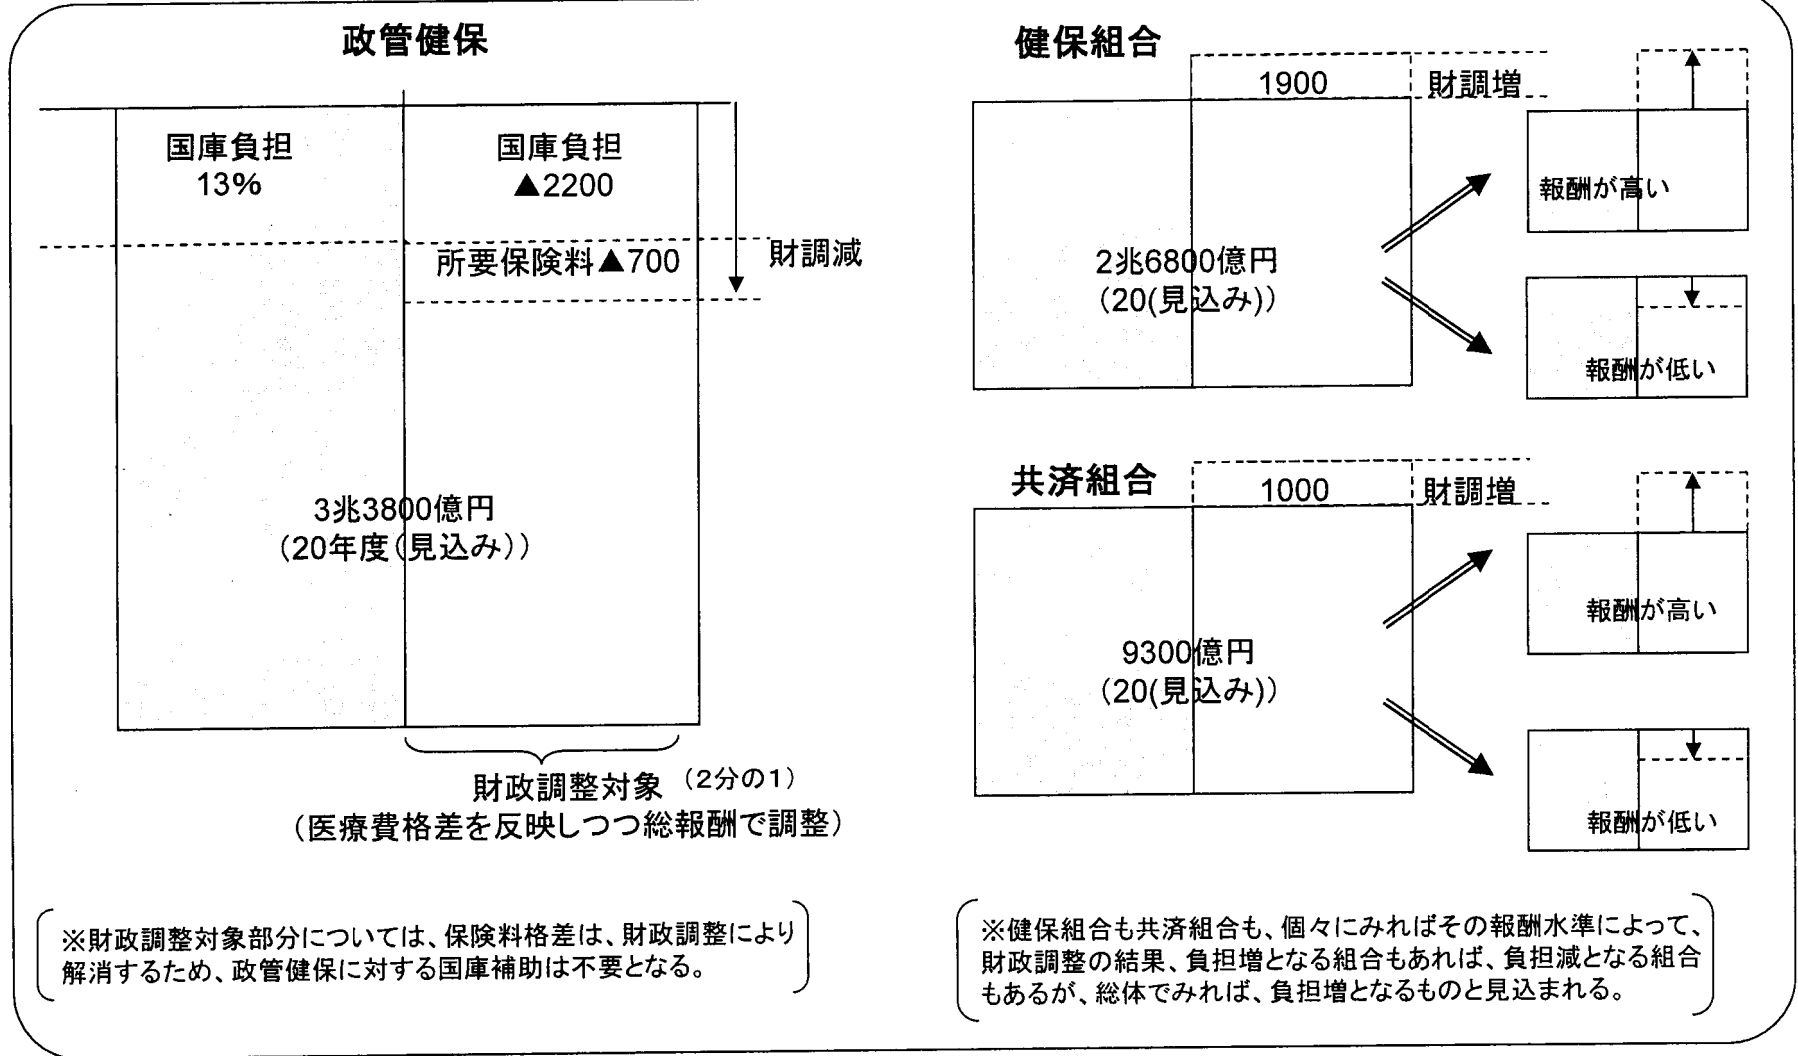 政管健保
国庫負担
13%
国庫負担
▲2200
所要保険料▲700
財調減
3兆3800億円
（20年度(見込み)）
財政調整対象（2分の1）
（医療費格差を反映しつつ総報酬で調整）
※財政調整対象部分については、保険料格差は、財政調整により
解消するため、政管健保に対する国庫補助は不要となる。
健保組合
1900
財調増
2兆6800億円
（20(見込み)）
報酬が高い
報酬が低い
共済組合
1000
財調増
9300億円
（20(見込み)）
報酬が高い
報酬が低い
※健保組合も共済組合も、個々にみればその報酬水準によって、
財政調整の結果、負担増となる組合もあれば、負担減となる組合
もあるが、総体でみれば、負担増となるものと見込まれる。